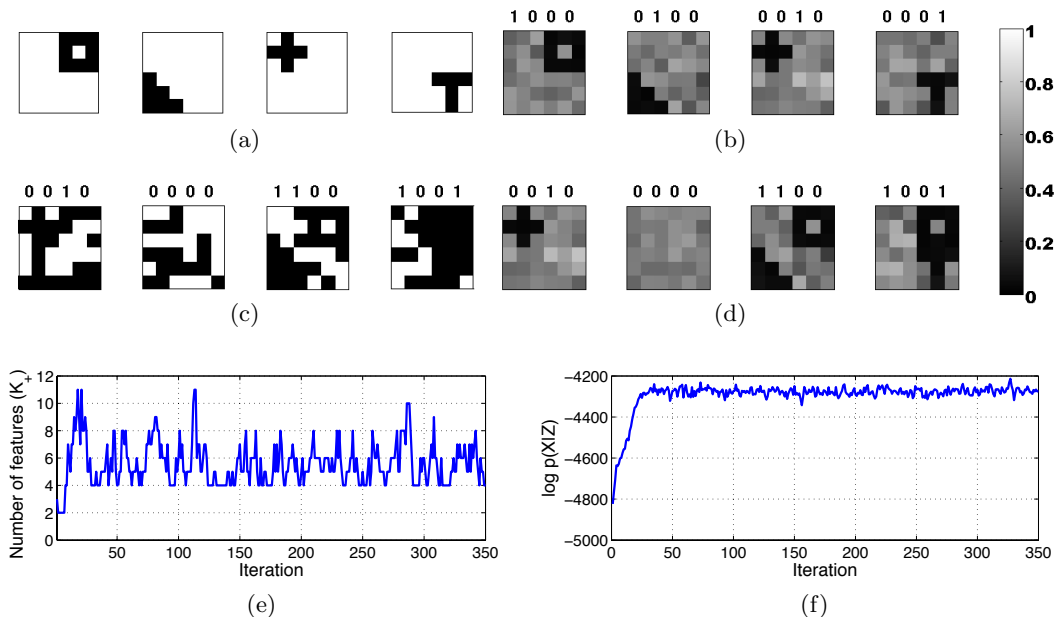 1 0 0 0
0 1 0 0
0 0 1 0
0 0 0 1
1
0.8
0.6
0.4
0.2
0
(a)
(b)
0 0 1 0
0 0 0 0
1 1 0 0
1 0 0 1
0 0 1 0
0 0 0 0
1 1 0 0
1 0 0 1
(c)
(d)
Number of features (K+)
12
10
8
6
4
2
0
50 100 150 200 250 300 350
Iteration
(e)
log p(X|Z)
−4200
−4400
−4600
−4800
−5000
0 50 100 150 200 250 300 350
Iteration
(f)